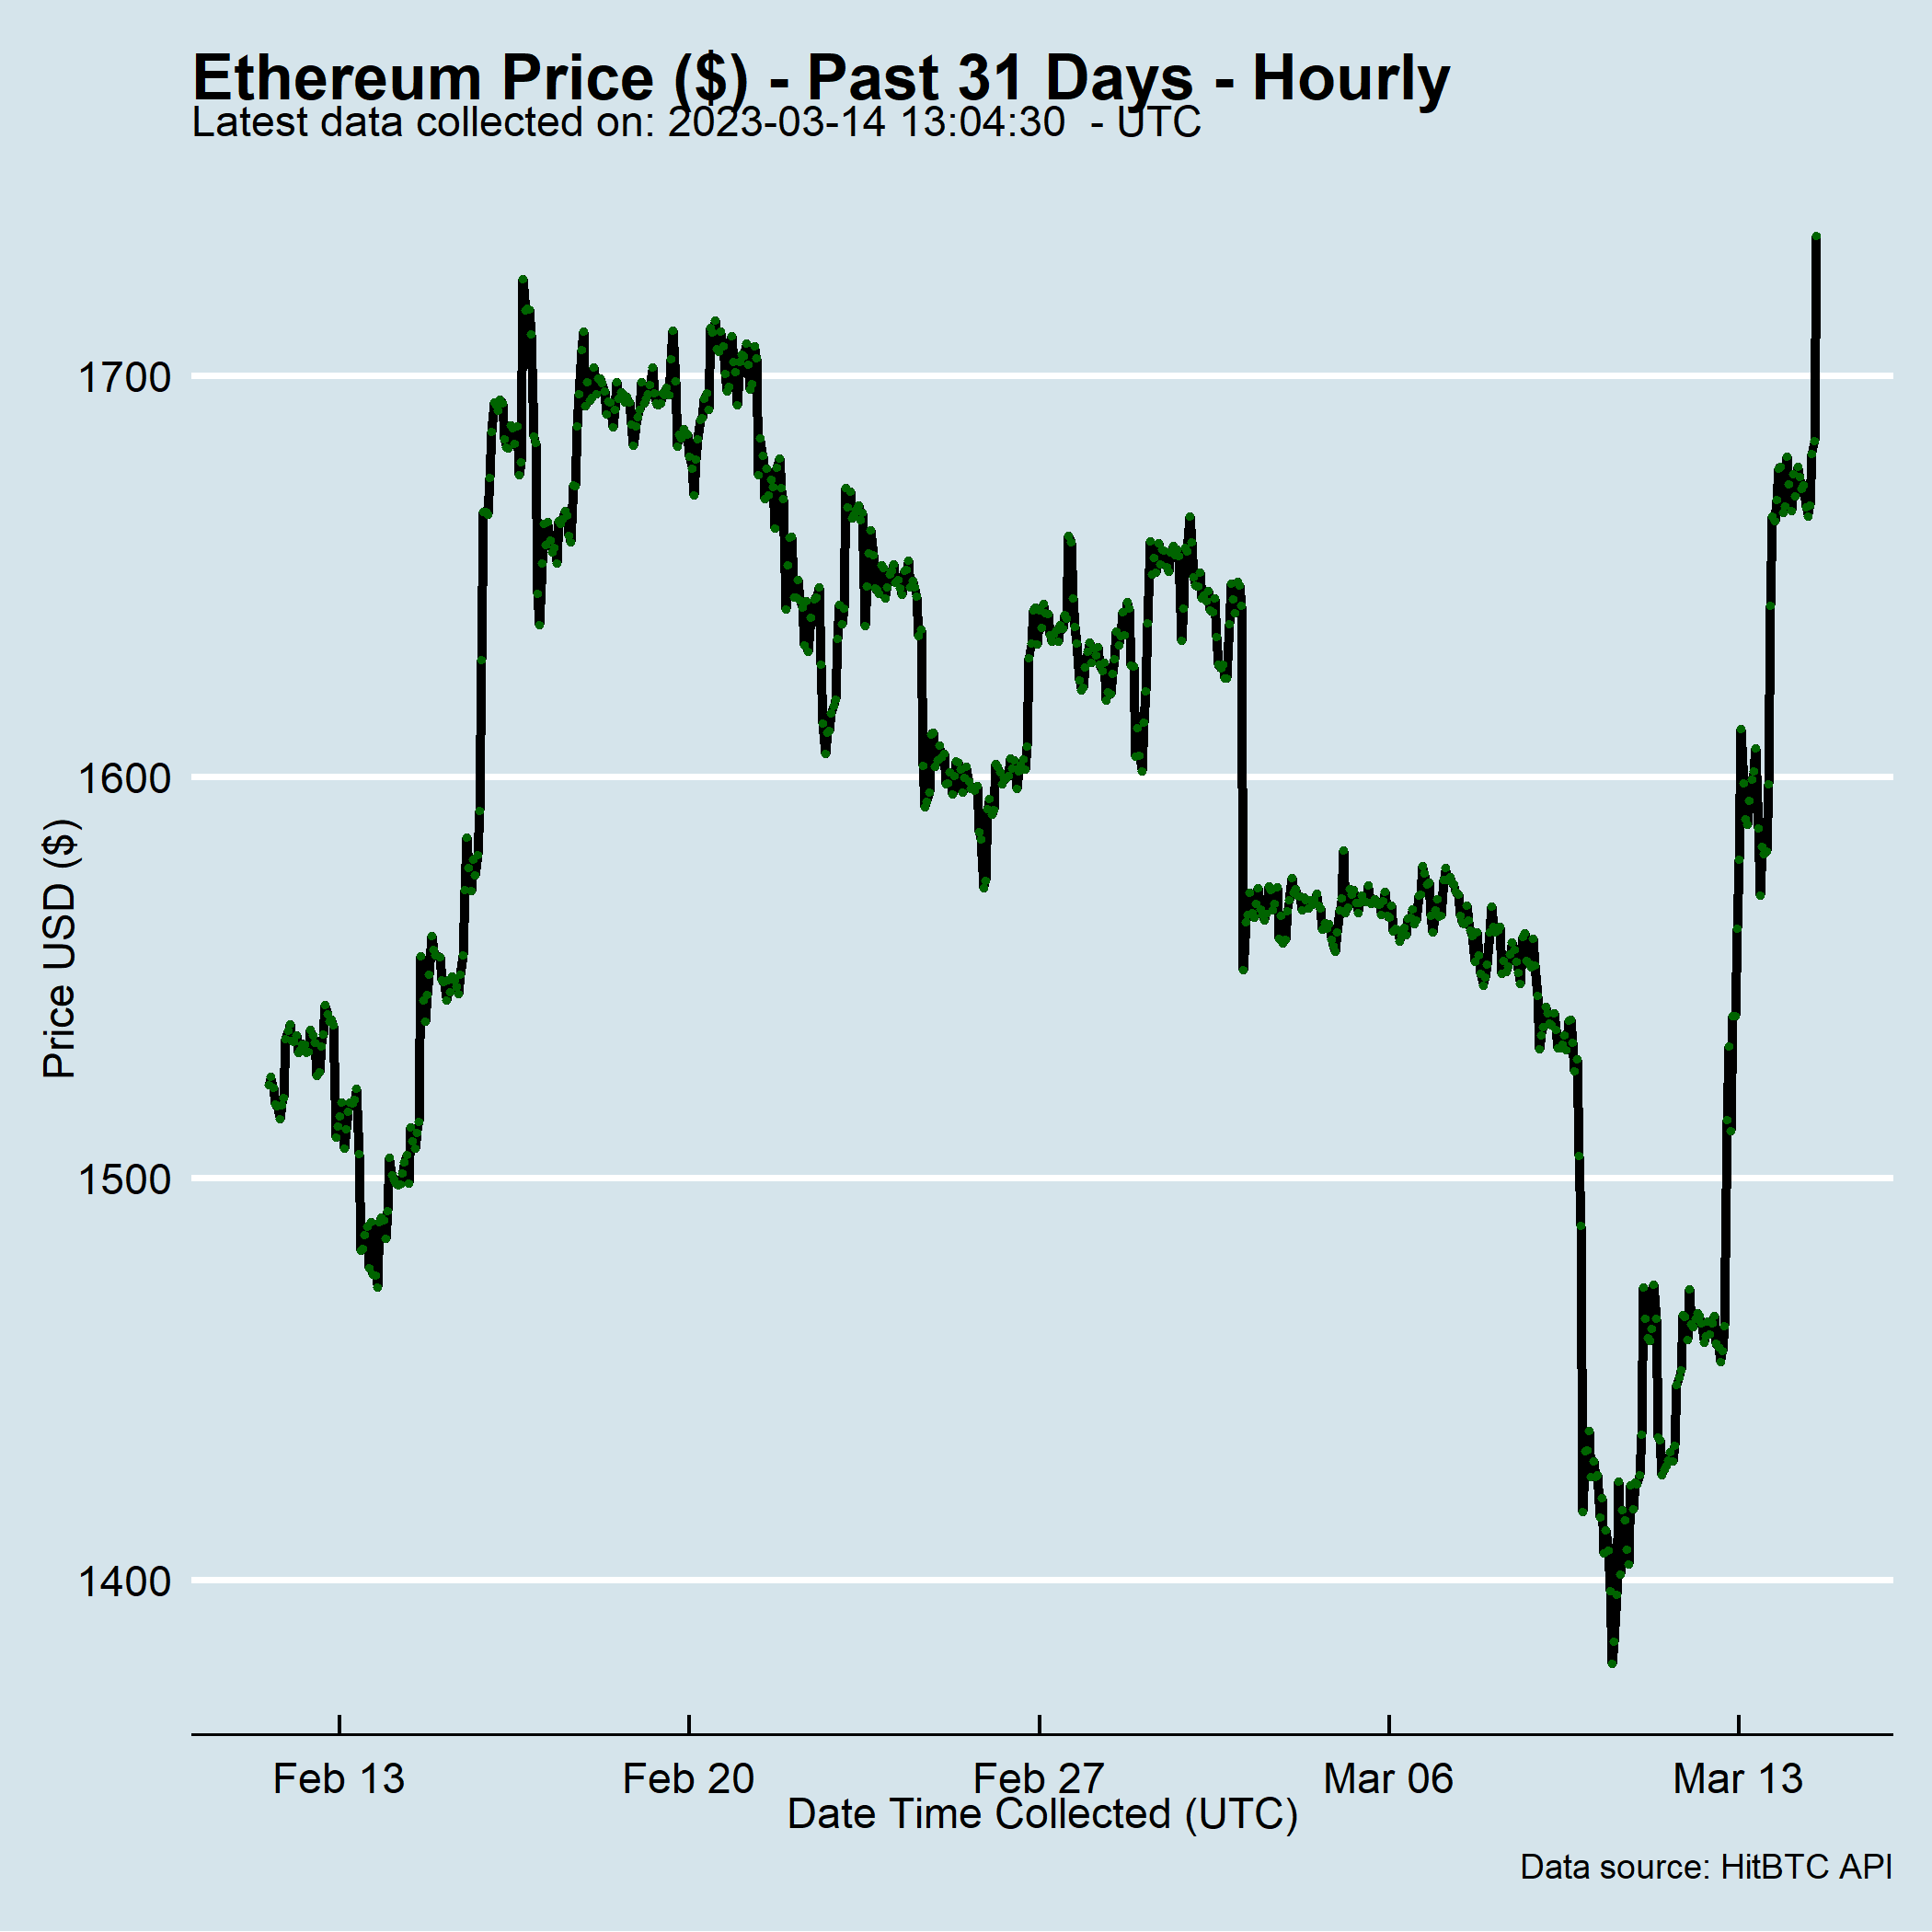 Ethereum Price ($) - Past 31 Days - Hourly
Latest data collected on: 2023-03-14 13:04:30  - UTC
1700
1600
1500
1400
Price USD ($)
Feb 13
Feb 20
Feb 27
Mar 06
Mar 13
Date Time Collected (UTC)
Data source: HitBTC API